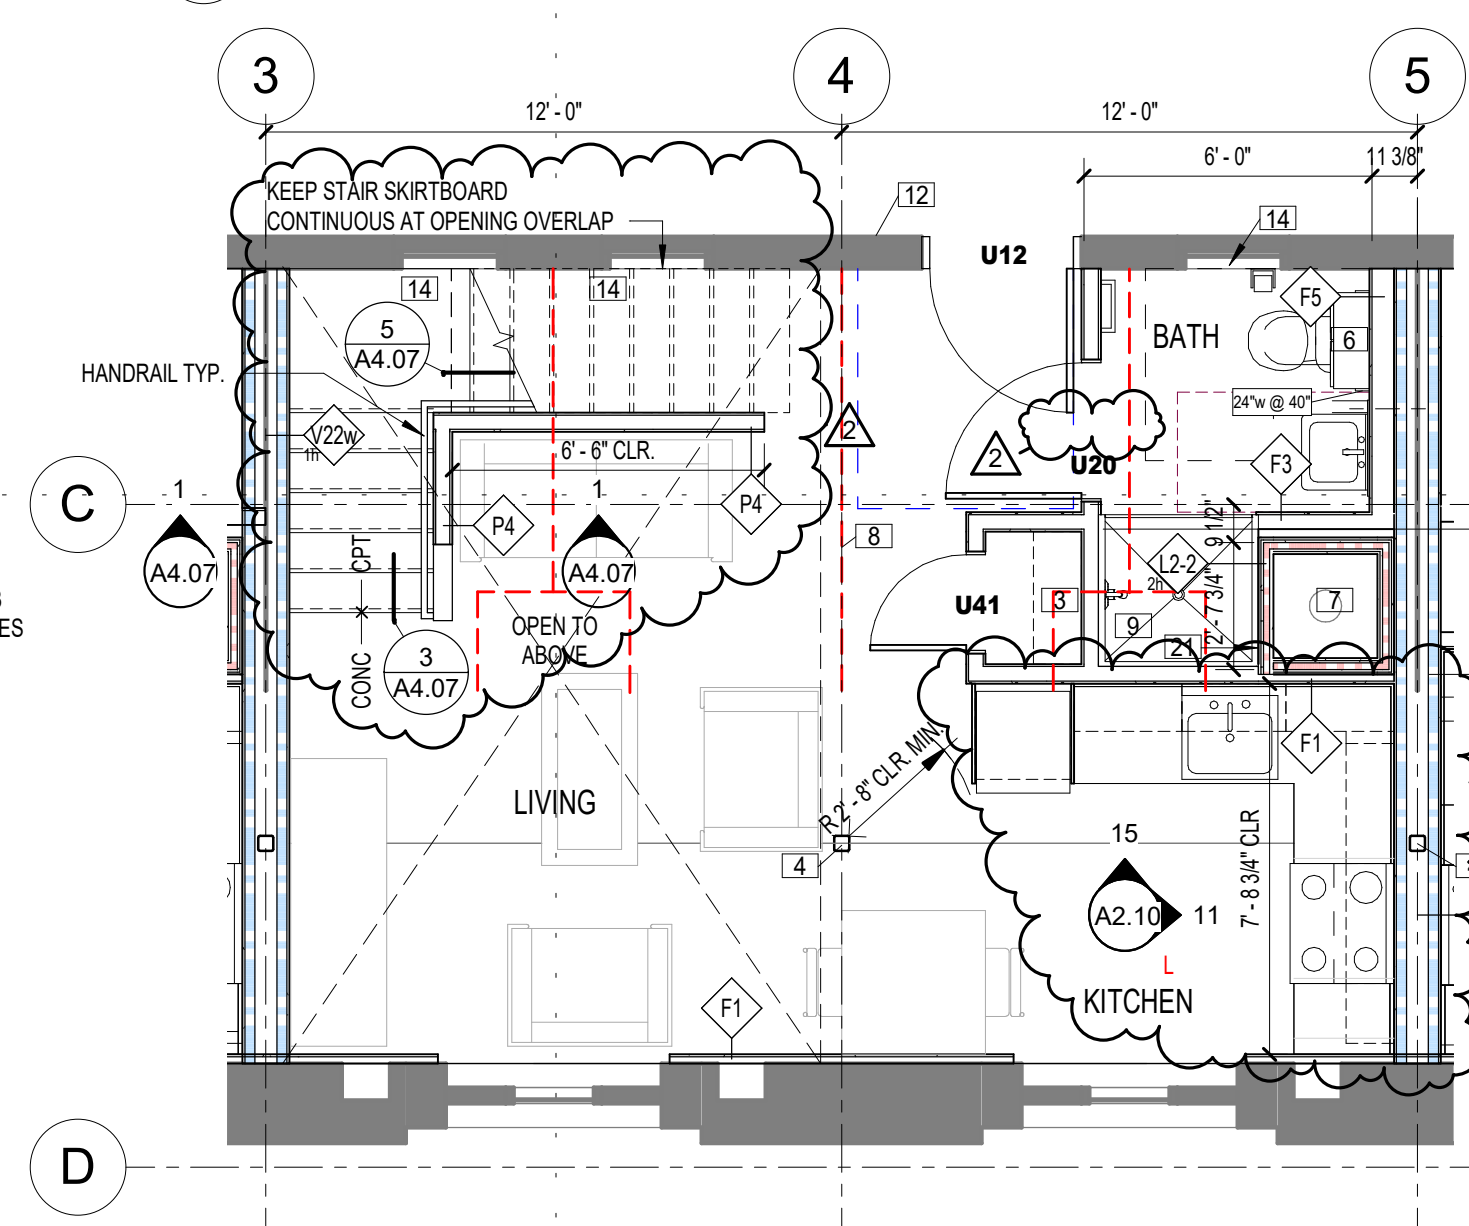 3
4
5
12' - 0"
12' - 0"
6' - 0"
11 3/8"
KEEP STAIR SKIRTBOARD
CONTINUOUS AT OPENING OVERLAP
12
14
U12
14
14
F5
5
A4.07
BATH
6
HANDRAIL TYP.
24"w @ 40"
V22w
1h
2
2
6' - 6" CLR.
U20
F3
C
1
1
P4
P4
9 1/2"
8
CPT
A4.07
A4.07
L2-2
2h
2' - 7 3/4"
3
7
U41
ES
OPEN TO
ABOVE
9
21
CONC
3
A4.07
F1
R 2' - 8" CLR. MIN.
LIVING
15
4
7' - 8 3/4" CLR
A2.10
11
L
KITCHEN
F1
D